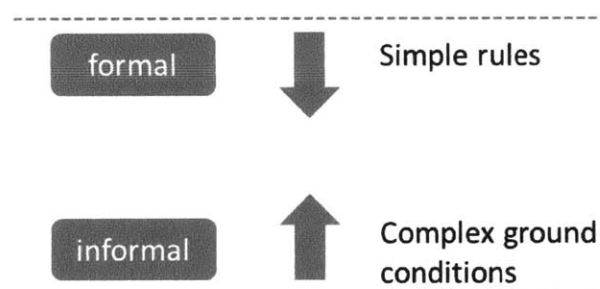 formal
Simple rules
informal
Complex ground
conditions